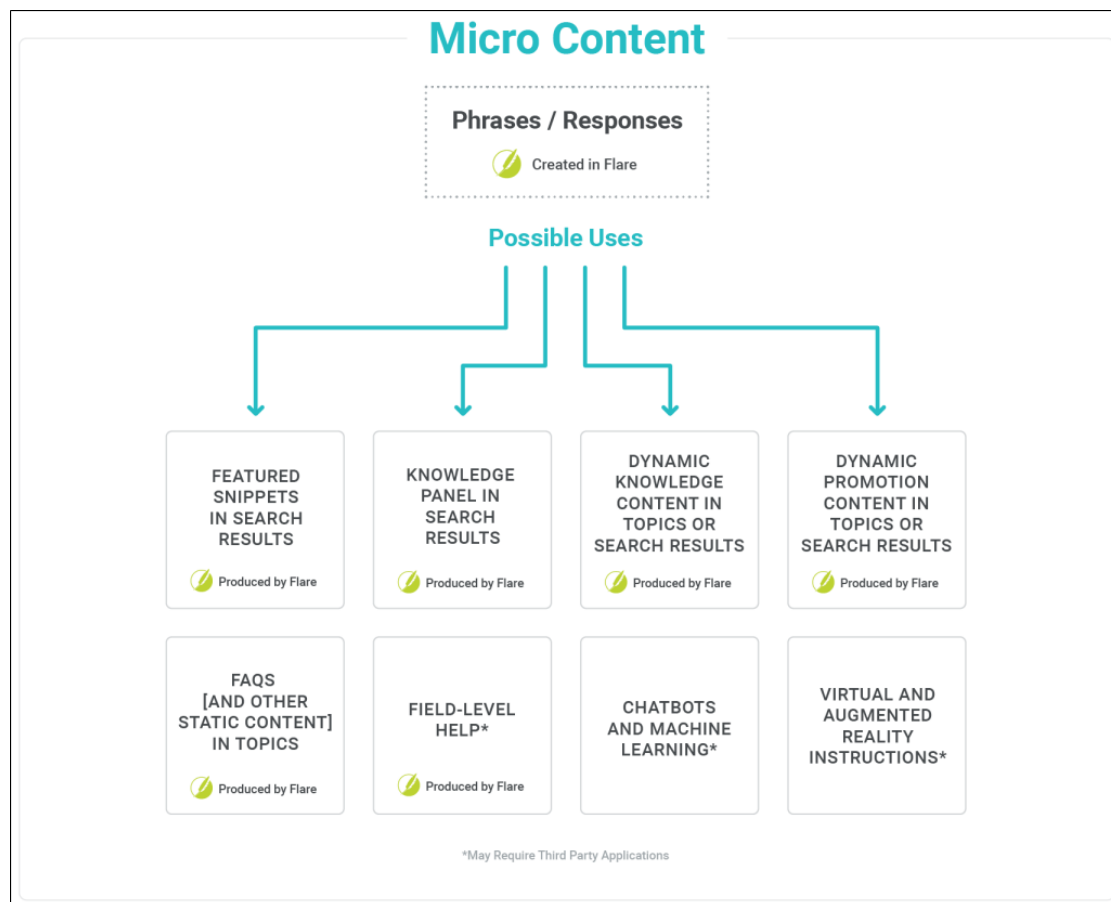 Micro Content
Phrases / Responses
Created in Flare
Possible Uses
FEATURED
SNIPPETS
IN SEARCH
RESULTS
Produced by Flare
KNOWLEDGE
PANEL IN
SEARCH
RESULTS
Produced by Flare
DYNAMIC
KNOWLEDGE
CONTENT IN
TOPICS OR
SEARCH RESULTS
Produced by Flare
DYNAMIC
PROMOTION
CONTENT IN
TOPICS OR
SEARCH RESULTS
Produced by Flare
FAQS
[AND OTHER
STATIC CONTENT]
IN TOPICS
Produced by Flare
FIELD-LEVEL
HELP*
Produced by Flare
CHATBOTS
AND MACHINE
LEARNING*
VIRTUAL AND
AUGMENTED
REALITY
INSTRUCTIONS*
*May Require Third Party Applications